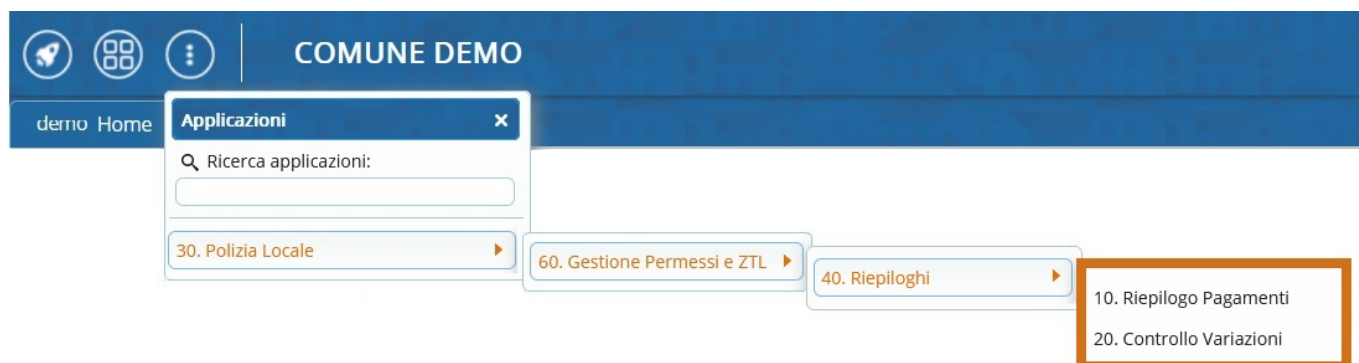 COMUNE DEMO
demo Home
Applicazioni
Ricerca applicazioni:
30. Polizia Locale
60. Gestione Permessi e ZTL
40. Riepiloghi
10. Riepilogo Pagamenti
20. Controllo Variazioni